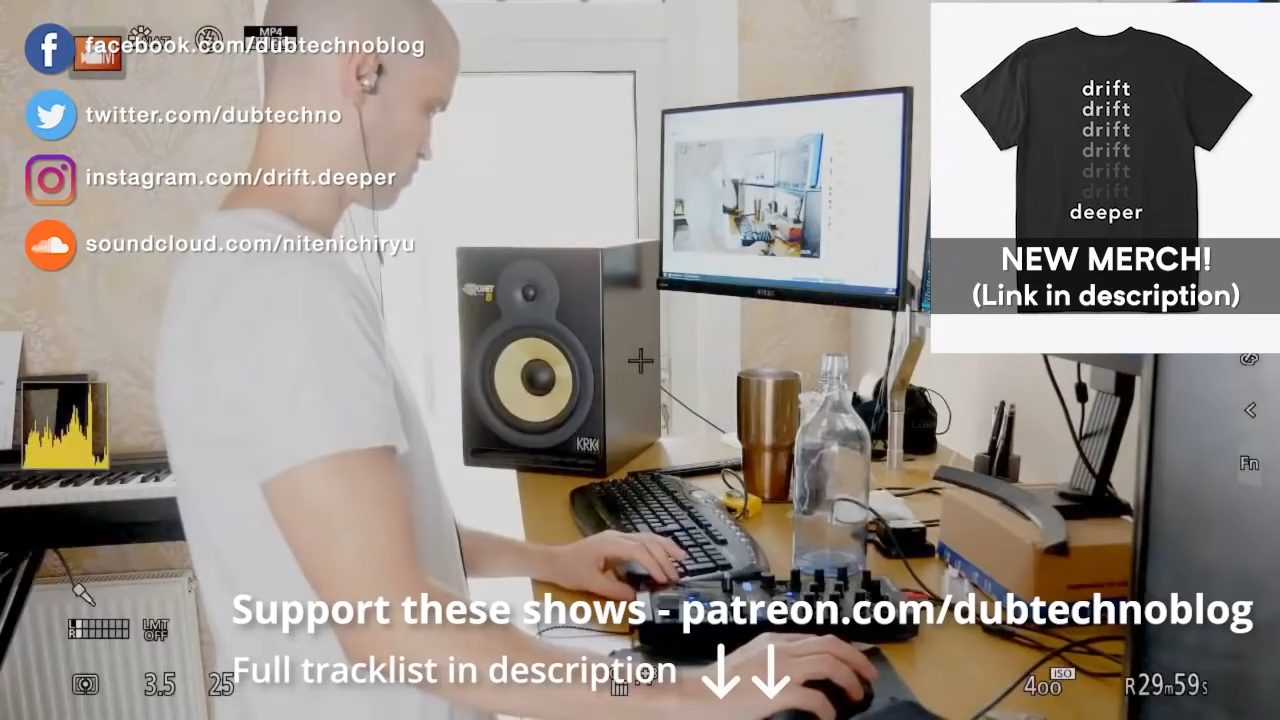 facebook.com/dubtechnoblog
twitter.com/dubtechno
instagram.com/drift.deeper
soundcloud.com/nitenichiryu
MP4
drift
drift
drift
drift
drift
drift
deeper
NEW MERCH!
(Link in description)
KRK
Fn
Support these shows - patreon.com/dubtechnoblog
LMT
OFF
Full tracklist in description
3.5
25
ISO
400
R29m59s